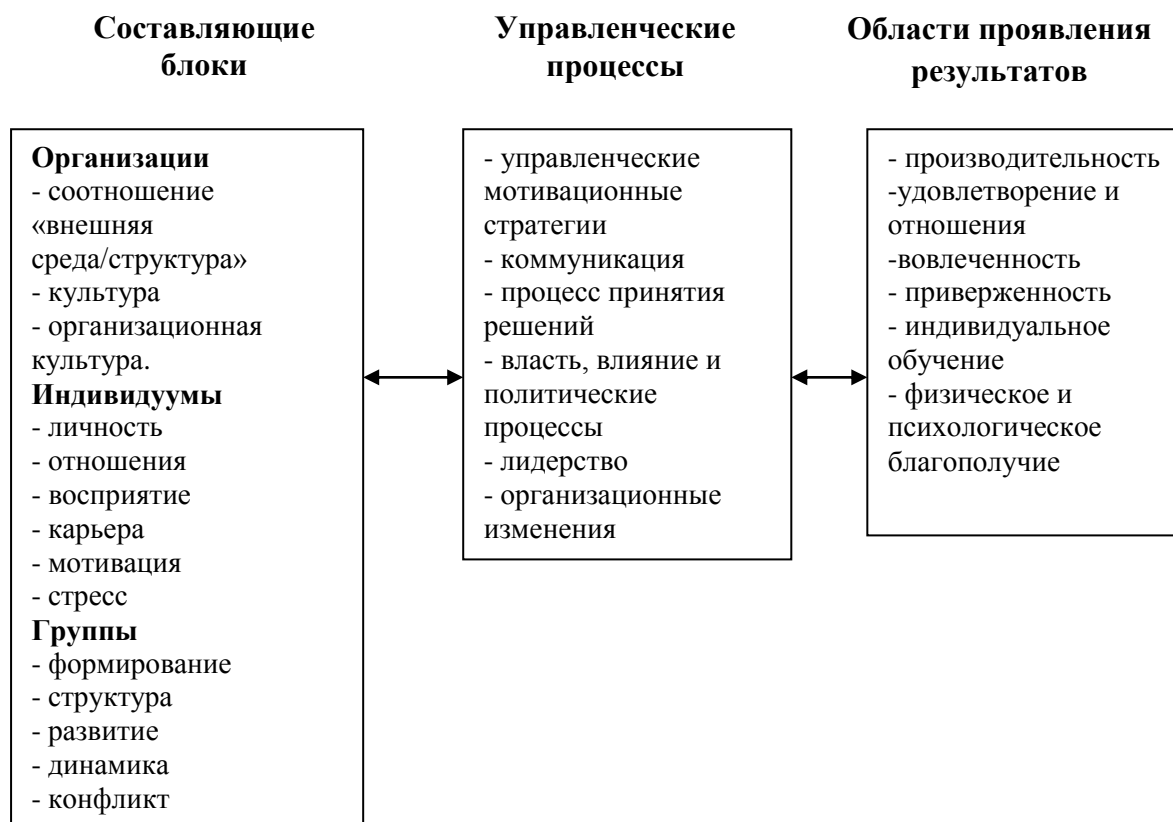 Составляющие
блоки
Управленческие
процессы
Области проявления
результатов
Организации
- соотношение
«внешняя
среда/структура»
- культура
- организационная
культура.
Индивидуумы
- личность
- отношения
- восприятие
- карьера
- мотивация
- стресс
Группы
- формирование
- структура
- развитие
- динамика
- конфликт
- управленческие
мотивационные
стратегии
- коммуникация
- процесс принятия
решений
- власть, влияние и
политические
процессы
- лидерство
- организационные
изменения
- производительность
-удовлетворение и
отношения
-вовлеченность
- приверженность
- индивидуальное
обучение
- физическое и
психологическое
благополучие